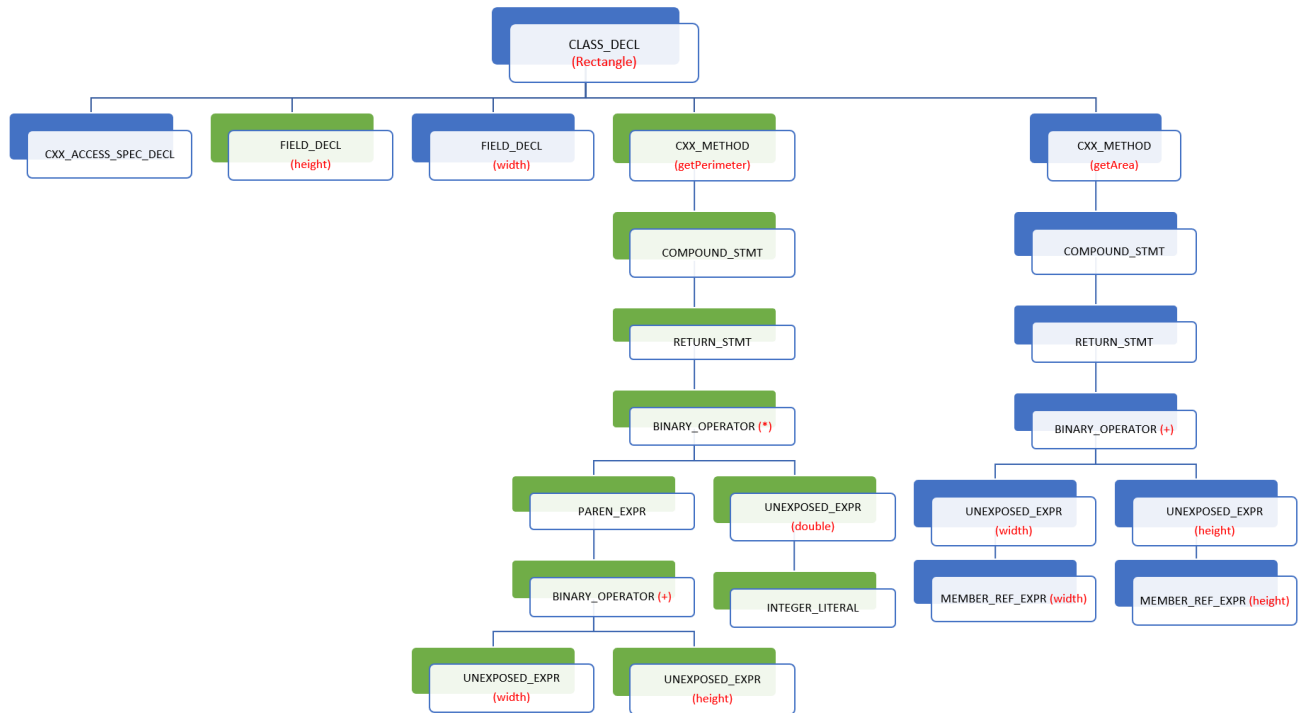 CLASS_DECL
(Rectangle)
CXX_ACCESS_SPEC_DECL
FIELD_DECL
(height)
FIELD_DECL
(width)
CXX_METHOD
(getPerimeter)
CXX_METHOD
(getArea)
COMPOUND_STMT
COMPOUND_STMT
RETURN_STMT
RETURN_STMT
BINARY_OPERATOR (*)
BINARY_OPERATOR (+)
PAREN_EXPR
UNEXPOSED_EXPR
(double)
UNEXPOSED_EXPR
(width)
UNEXPOSED_EXPR
(height)
BINARY_OPERATOR (+)
INTEGER_LITERAL
MEMBER_REF_EXPR (width)
MEMBER_REF_EXPR (height)
UNEXPOSED_EXPR
(width)
UNEXPOSED_EXPR
(height)